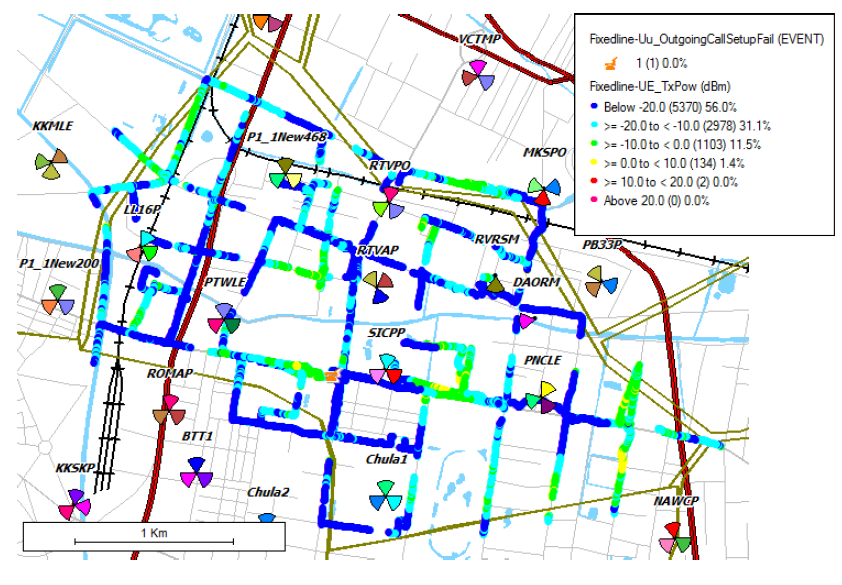 VCTMP
KKMLE
P1_1New468
RTVPO
MKSPO
LL16P
RTVAP
RVRSM
PB33P
P1_1New200
PTWLE
DAORM
SICPP
PNCLE
ROMAP
BTT1
Chula1
KKSKP
Chula2
NAWCP
1 Km
Fixedline-Uu_OutgoingCallSetupFail (EVENT)
1 (1) 0.0%
Fixedline-UE_TxPow (dBm)
Below -20.0 (5370) 56.0%
>= -20.0 to < -10.0 (2978) 31.1%
>= -10.0 to < 0.0 (1103) 11.5%
>= 0.0 to < 10.0 (134) 1.4%
>= 10.0 to < 20.0 (2) 0.0%
Above 20.0 (0) 0.0%